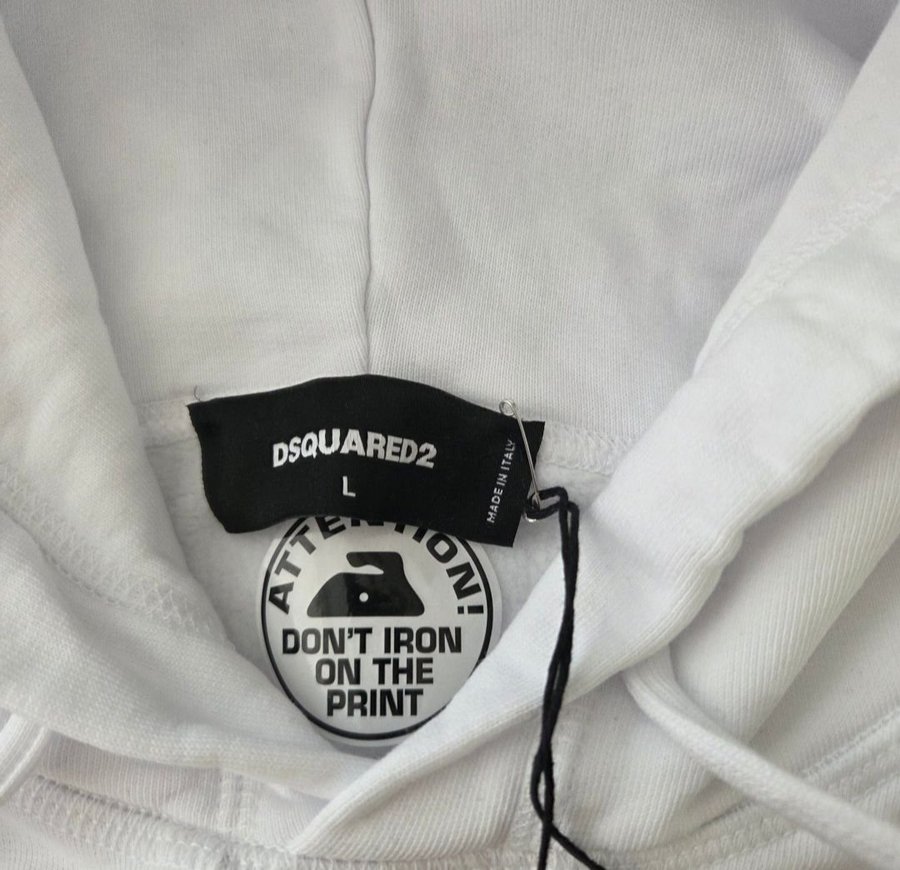 DSQUARED2
L
MADE IN ITALY
ATTENTION!
DON'T IRON
ON THE
PRINT